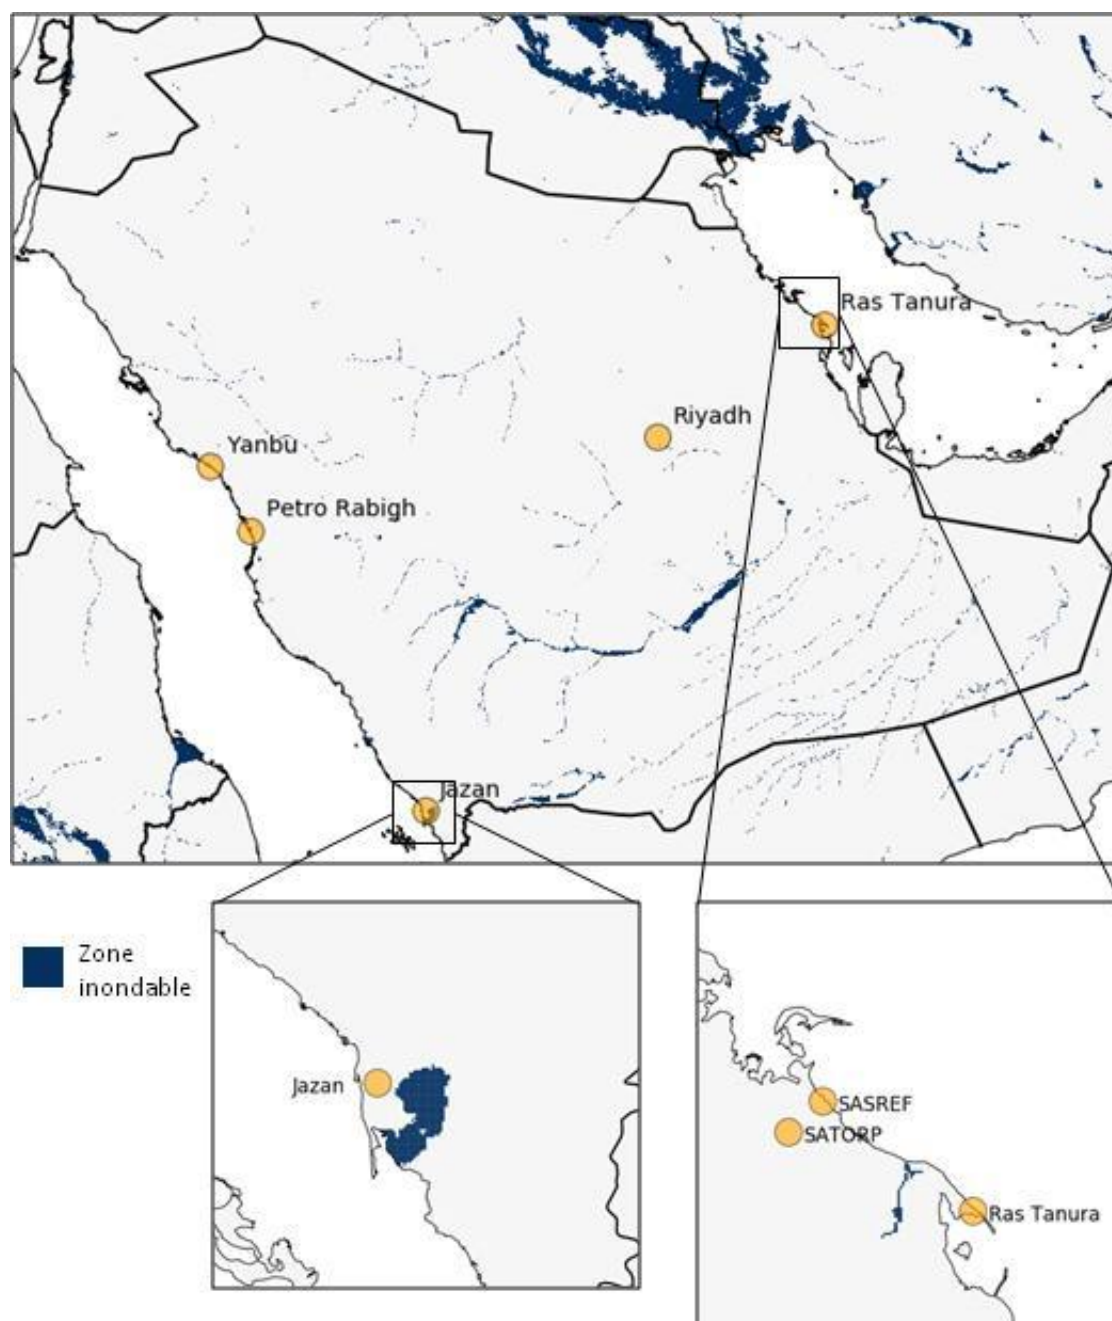 Ras Tanura
Riyadh
Yanbu
Petro Rabigh
Jazan
Zone
inondable
Jazan
SASREF
SATORP
Ras Tanura